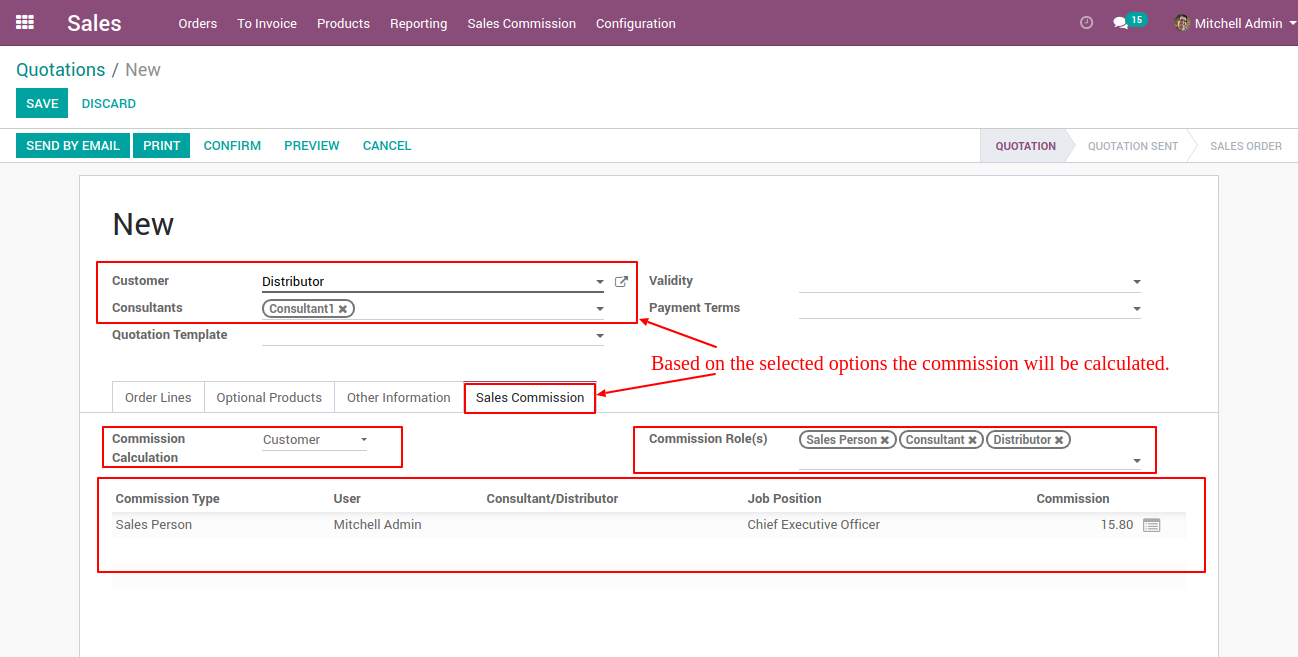 Sales Orders To Invoice Products Reporting Sales Commission Configuration 15 Mitchell Admin
Quotations / New
SAVE DISCARD
SEND BY EMAIL PRINT CONFIRM PREVIEW CANCEL QUOTATION QUOTATION SENT SALES ORDER
New
Customer Distributor Validity
Consultants Consultant1 Payment Terms
Quotation Template
Based on the selected options the commission will be calculated.
Order Lines Optional Products Other Information Sales Commission
Commission Calculation Customer Commission Role(s) Sales Person Consultant Distributor
Commission Type User Consultant/Distributor Job Position Commission
Sales Person Mitchell Admin Chief Executive Officer 15.80